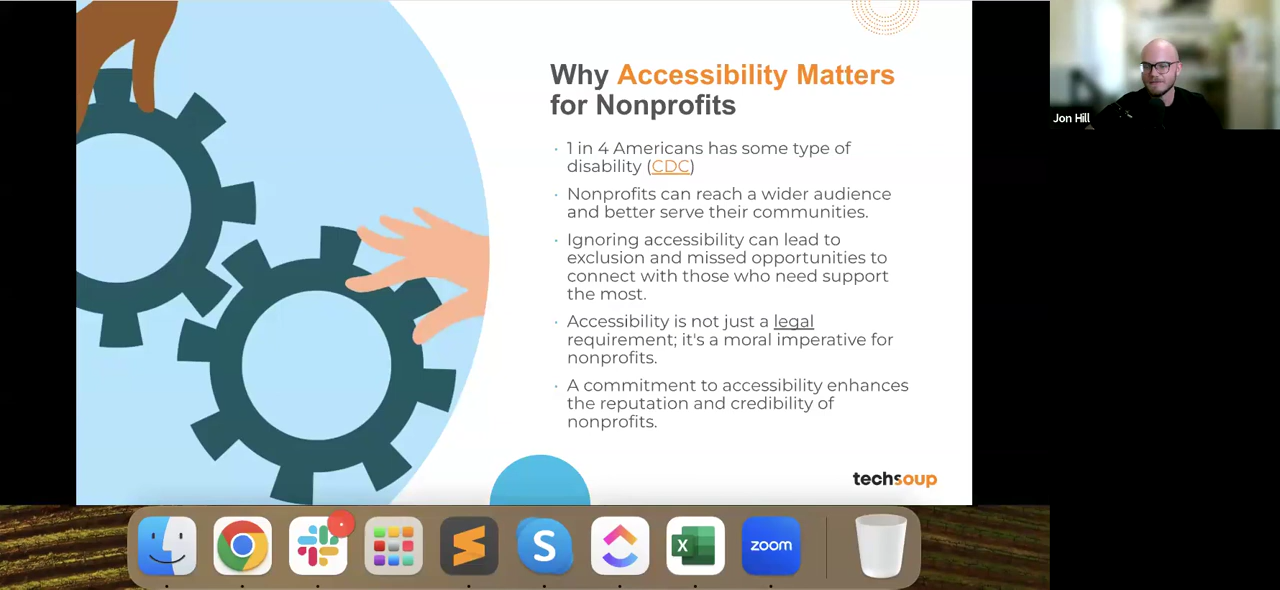 Why Accessibility Matters
for Nonprofits
1 in 4 Americans has some type of
disability (CDC)
Nonprofits can reach a wider audience
and better serve their communities.
Ignoring accessibility can lead to
exclusion and missed opportunities to
connect with those who need support
the most.
Accessibility is not just a legal
requirement; it's a moral imperative for
nonprofits.
A commitment to accessibility enhances
the reputation and credibility of
nonprofits.
techsoup
Jon Hill
S
X
zoom